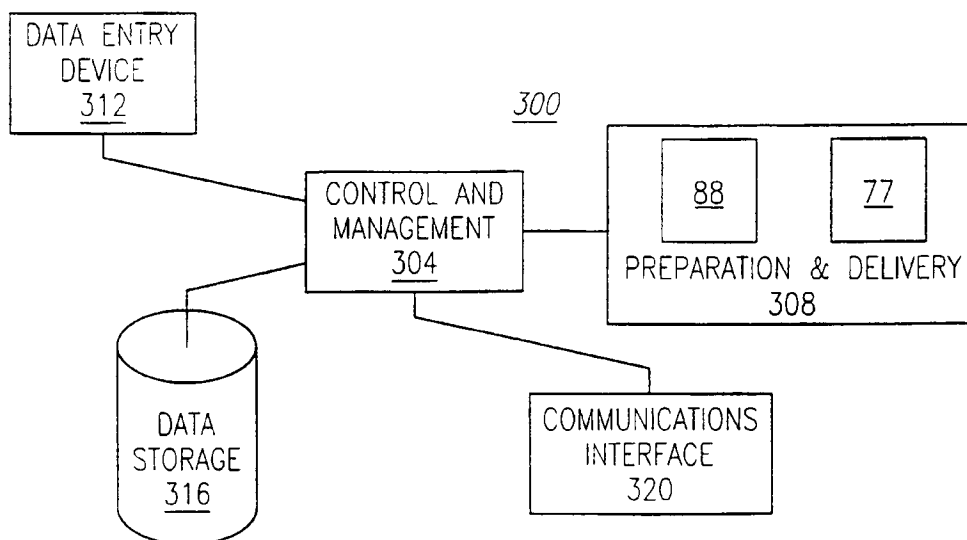 DATA ENTRY
DEVICE
312
300
CONTROL AND
MANAGEMENT
304
88
77
PREPARATION & DELIVERY
308
DATA
STORAGE
316
COMMUNICATIONS
INTERFACE
320